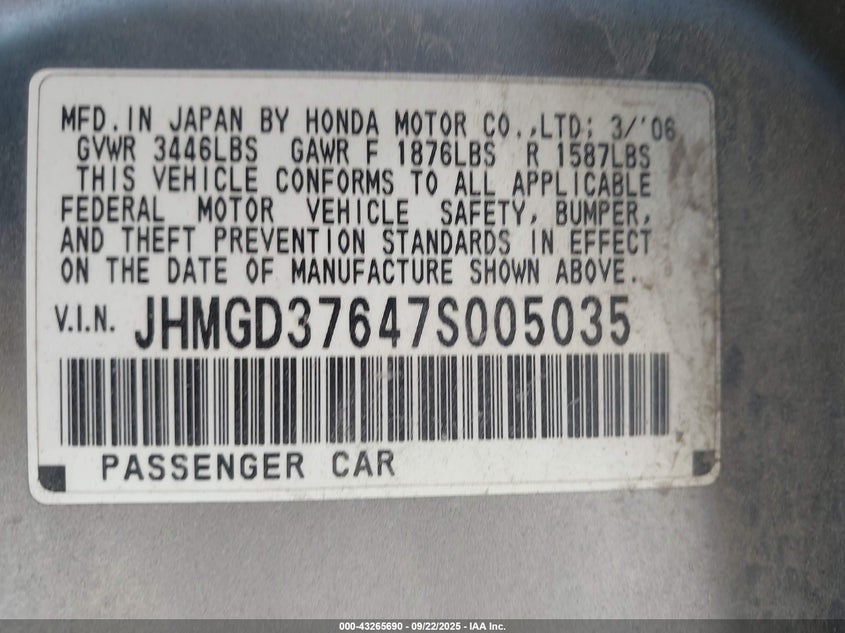 MFD. IN JAPAN BY HONDA MOTOR CO.,LTD; 3/'06
GVWR 3446LBS GAWR F 1876LBS R 1587LBS
THIS VEHICLE CONFORMS TO ALL APPLICABLE
FEDERAL MOTOR VEHICLE SAFETY, BUMPER,
AND THEFT PREVENTION STANDARDS IN EFFECT
ON THE DATE OF MANUFACTURE SHOWN ABOVE.
V.I.N. JHMGD37647S005035
PASSENGER CAR
000-43265690 - 09/22/2025 - IAA Inc.